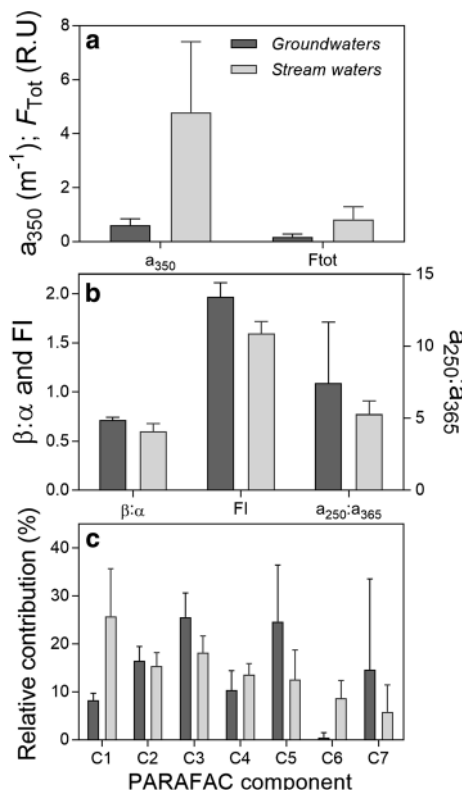 a
Groundwaters
Stream waters
a₃₅₀ (m⁻¹); F_Tot (R.U)
8
6
4
2
0
a₃₅₀ Ftot
b
β:α and FI
2.0
1.5
1.0
0.5
0.0
15
10
5
0
a₂₅₀:a₃₆₅
β:α FI a₂₅₀:a₃₆₅
c
Relative contribution (%)
40
30
20
10
0
C1 C2 C3 C4 C5 C6 C7
PARAFAC component